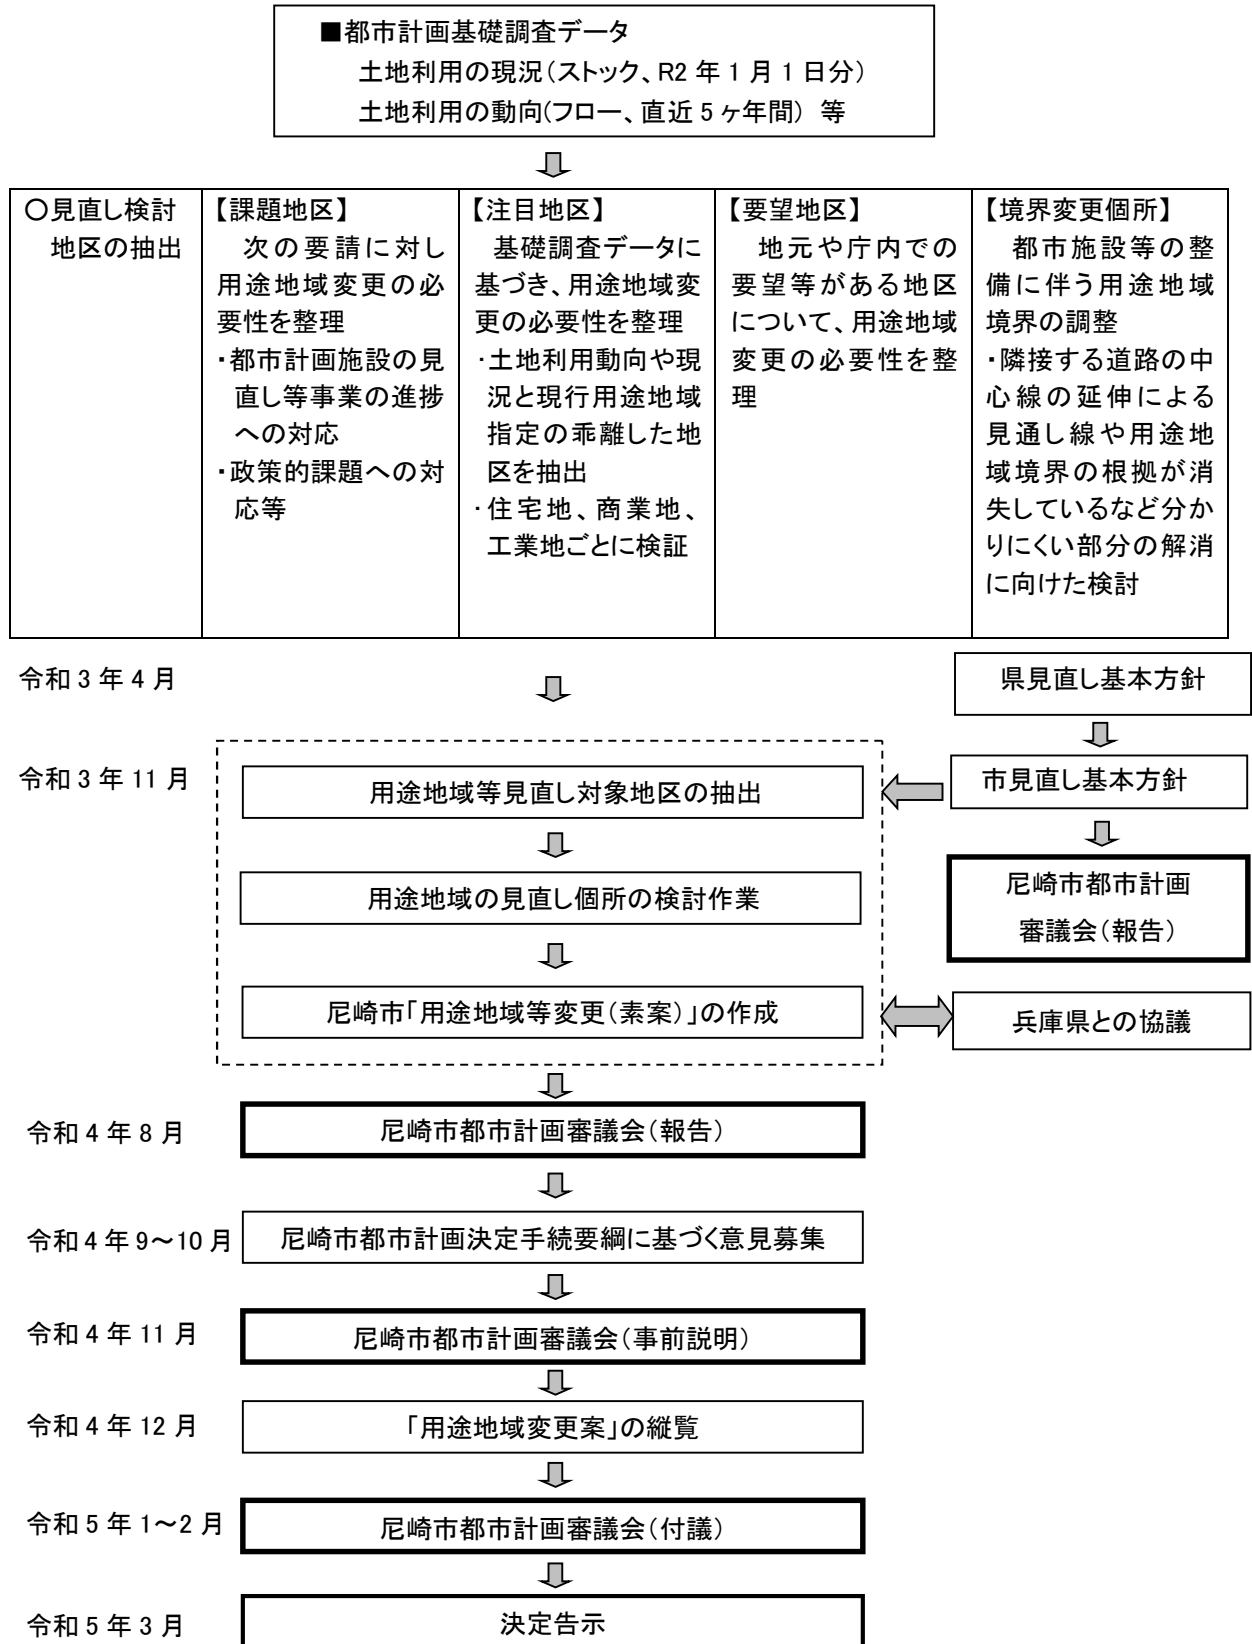 ■都市計画基礎調査データ
土地利用の現況(ストック、R2 年 1 月 1 日分)
土地利用の動向(フロー、直近 5 ヶ年間) 等
〇見直し検討
地区の抽出
【課題地区】
次の要請に対し
用途地域変更の必
要性を整理
・都市計画施設の見
直し等事業の進捗
への対応
・政策的課題への対
応等
【注目地区】
基礎調査データに
基づき、用途地域変
更の必要性を整理
・土地利用動向や現
況と現行用途地域
指定の乖離した地
区を抽出
・住宅地、商業地、
工業地ごとに検証
【要望地区】
地元や庁内での
要望等がある地区
について、用途地域
変更の必要性を整
理
【境界変更個所】
都市施設等の整
備に伴う用途地域
境界の調整
・隣接する道路の中
心線の延伸による
見通し線や用途地
域境界の根拠が消
失しているなど分か
りにくい部分の解消
に向けた検討
令和 3 年 4 月
県見直し基本方針
令和 3 年 11 月
用途地域等見直し対象地区の抽出
市見直し基本方針
用途地域の見直し個所の検討作業
尼崎市都市計画
審議会(報告)
尼崎市「用途地域等変更(素案)」の作成
兵庫県との協議
令和 4 年 8 月
尼崎市都市計画審議会(報告)
令和 4 年 9~10 月
尼崎市都市計画決定手続要綱に基づく意見募集
令和 4 年 11 月
尼崎市都市計画審議会(事前説明)
令和 4 年 12 月
「用途地域変更案」の縦覧
令和 5 年 1~2 月
尼崎市都市計画審議会(付議)
令和 5 年 3 月
決定告示